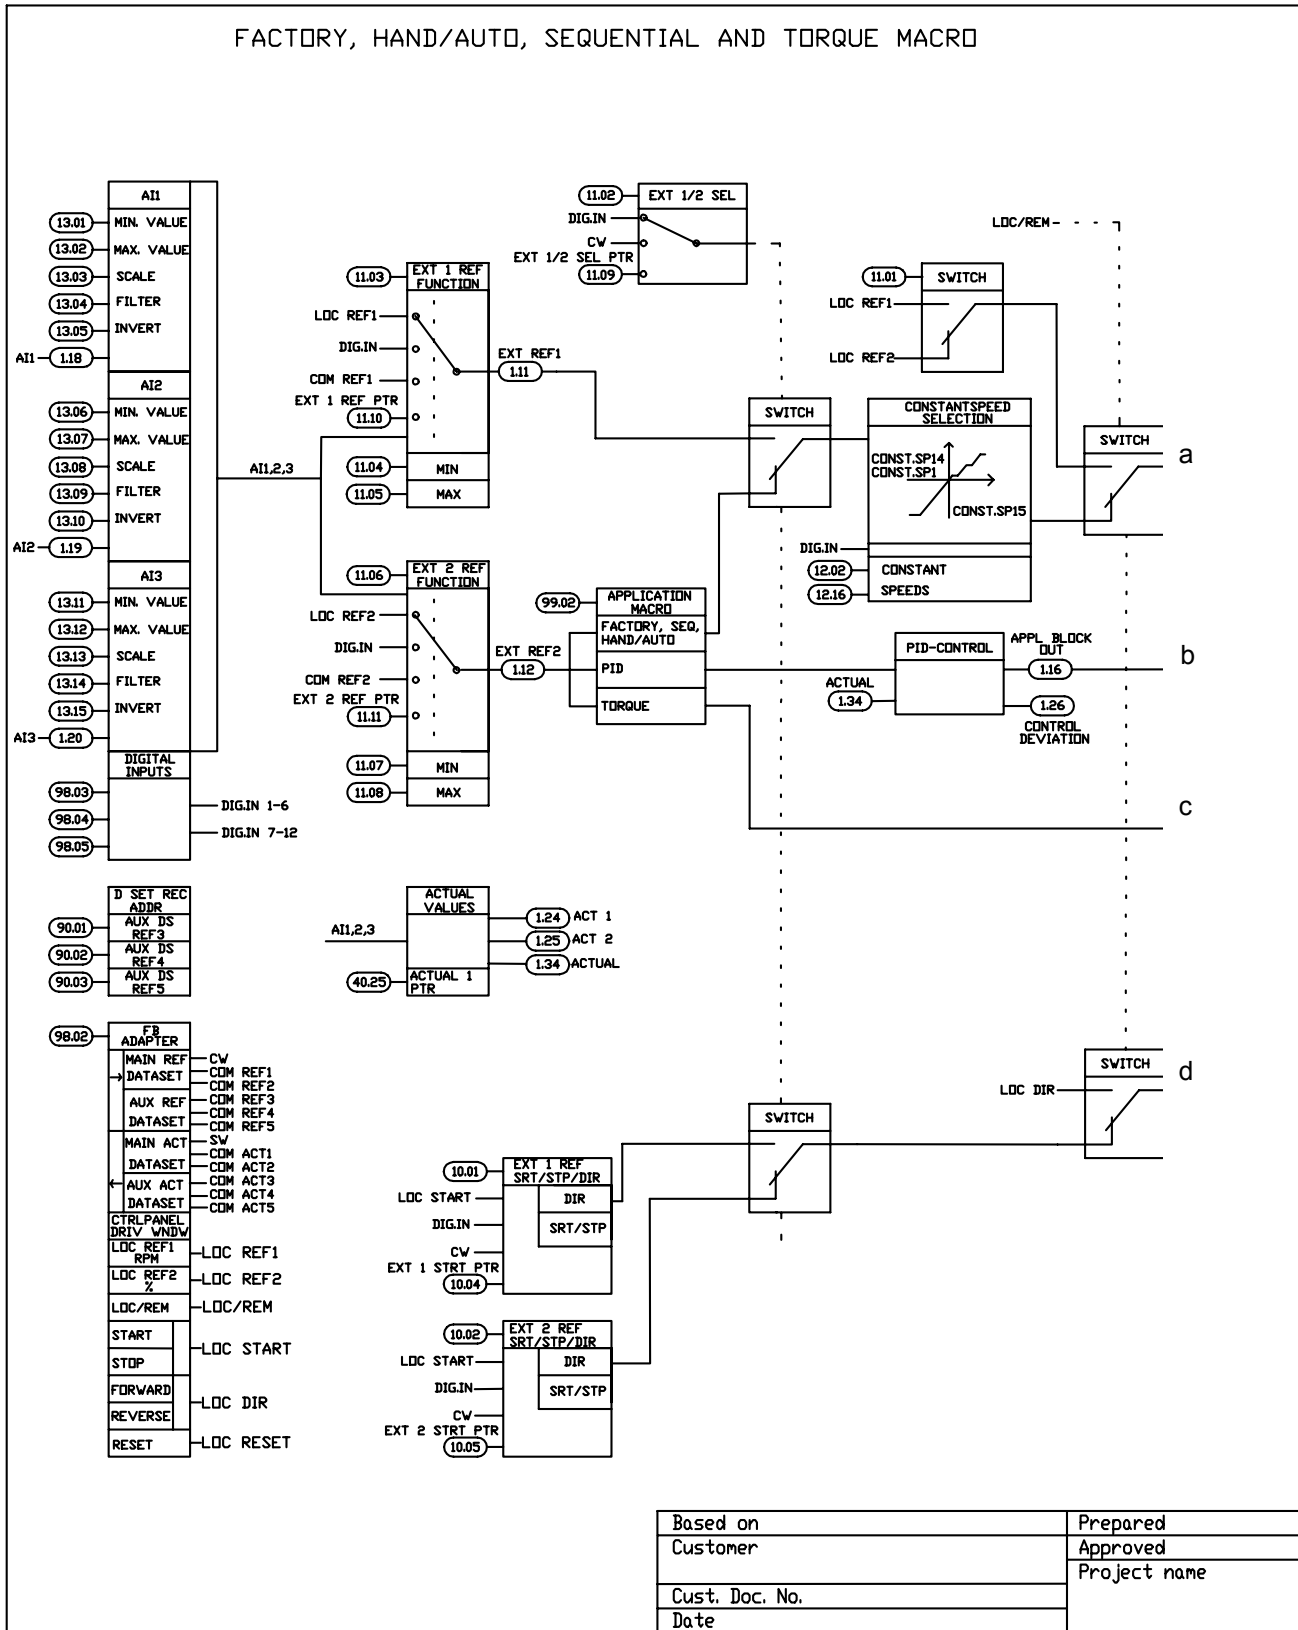 FACTORY, HAND/AUTO, SEQUENTIAL AND TORQUE MACRO
AI1
13.01 MIN. VALUE
13.02 MAX. VALUE
13.03 SCALE
13.04 FILTER
13.05 INVERT
AI1 1.18
AI2
13.06 MIN. VALUE
13.07 MAX. VALUE
13.08 SCALE
13.09 FILTER
13.10 INVERT
AI2 1.19
AI3
13.11 MIN. VALUE
13.12 MAX. VALUE
13.13 SCALE
13.14 FILTER
13.15 INVERT
AI3 1.20
DIGITAL
INPUTS
98.03
98.04
98.05
DIG.IN 1-6
DIG.IN 7-12
AI1,2,3
11.03 EXT 1 REF
FUNCTION
LOC REF1
DIG.IN
COM REF1
EXT 1 REF PTR
11.10
11.04 MIN
11.05 MAX
EXT REF1
1.11
11.06 EXT 2 REF
FUNCTION
LOC REF2
DIG.IN
COM REF2
EXT 2 REF PTR
11.11
11.07 MIN
11.08 MAX
EXT REF2
1.12
11.02 EXT 1/2 SEL
DIG.IN
CW
EXT 1/2 SEL PTR
11.09
99.02 APPLICATION
MACRO
FACTORY, SEQ,
HAND/AUTO
PID
TORQUE
SWITCH
LOC/REM
11.01 SWITCH
LOC REF1
LOC REF2
CONSTANTSPEED
SELECTION
CONST.SP14
CONST.SP1
CONST.SP15
DIG.IN
12.02 CONSTANT
12.16 SPEEDS
SWITCH
a
PID-CONTROL
ACTUAL
1.34
APPL BLOCK
OUT
1.16
1.26
CONTROL
DEVIATION
b
c
D SET REC
ADDR
90.01 AUX DS
REF3
90.02 AUX DS
REF4
90.03 AUX DS
REF5
AI1,2,3
ACTUAL
VALUES
1.24 ACT 1
1.25 ACT 2
1.34 ACTUAL
40.25 ACTUAL 1
PTR
98.02 FB
ADAPTER
MAIN REF
DATASET
CW
COM REF1
COM REF2
AUX REF
DATASET
COM REF3
COM REF4
COM REF5
MAIN ACT
DATASET
SW
COM ACT1
COM ACT2
AUX ACT
DATASET
COM ACT3
COM ACT4
COM ACT5
CTRLPANEL
DRIV WNDW
LOC REF1
RPM
LOC REF1
LOC REF2
%
LOC REF2
LOC/REM LOC/REM
START
STOP
LOC START
FORWARD
REVERSE
LOC DIR
RESET LOC RESET
10.01 EXT 1 REF
SRT/STP/DIR
LOC START DIR
DIG.IN SRT/STP
CW
EXT 1 STRT PTR
10.04
10.02 EXT 2 REF
SRT/STP/DIR
LOC START DIR
DIG.IN SRT/STP
CW
EXT 2 STRT PTR
10.05
SWITCH
LOC DIR
SWITCH
d
Based on
Customer
Cust. Doc. No.
Date
Prepared
Approved
Project name